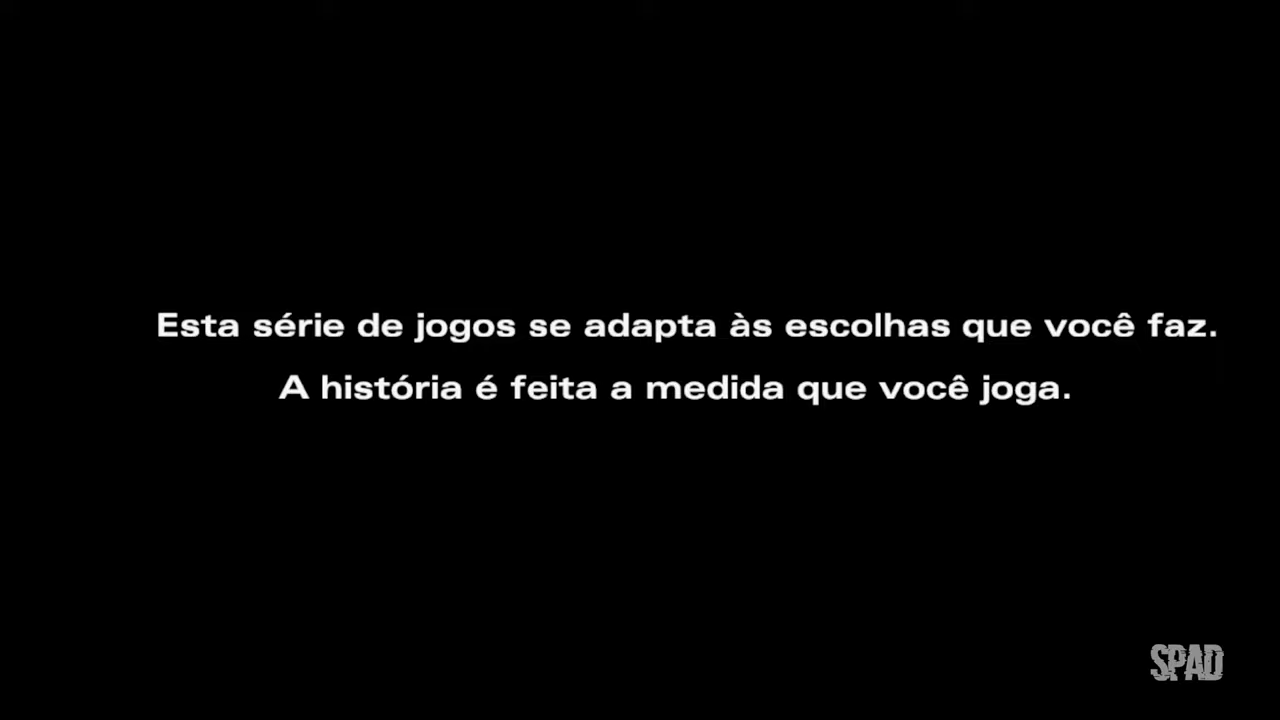 Esta série de jogos se adapta às escolhas que você faz.
A história é feita a medida que você joga.
SPAD